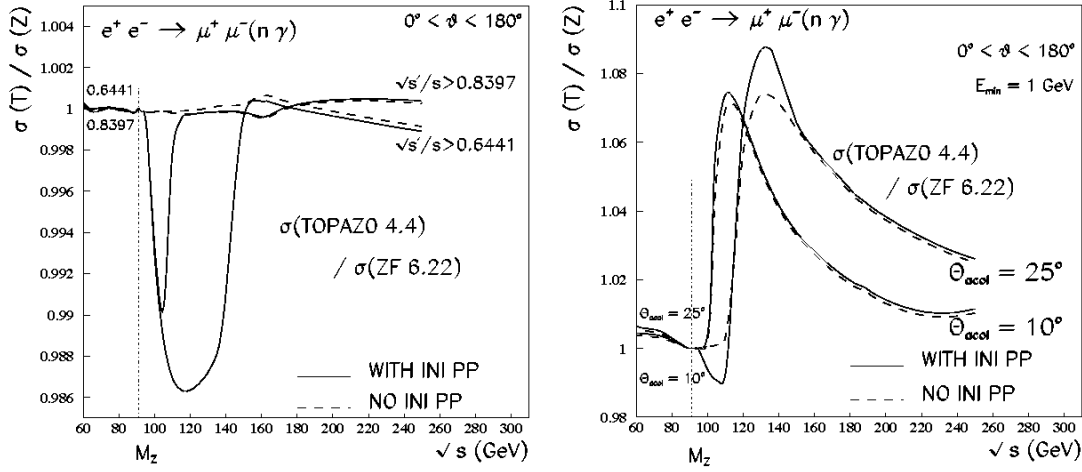 σ (T) / σ (Z)
1.004
1.002
1
0.998
0.996
0.994
0.992
0.99
0.988
0.986
e⁺ e⁻ → μ⁺ μ⁻(n γ)
0° < ϑ < 180°
0.6441
0.8397
√s′/s>0.8397
√s′/s>0.6441
σ(TOPAZ0 4.4)
/ σ(ZF 6.22)
WITH INI PP
NO INI PP
60 80 100 120 140 160 180 200 220 240 260 280 300
M_Z
√ s (GeV)
σ (T) / σ (Z)
1.1
1.08
1.06
1.04
1.02
1
0.98
e⁺ e⁻ → μ⁺ μ⁻(n γ)
0° < ϑ < 180°
E_min = 1 GeV
σ(TOPAZ0 4.4)
/ σ(ZF 6.22)
Θ_acol = 25°
Θ_acol = 10°
Θ_acol = 25°
Θ_acol = 10°
WITH INI PP
NO INI PP
60 80 100 120 140 160 180 200 220 240 260 280 300
M_Z
√ s (GeV)